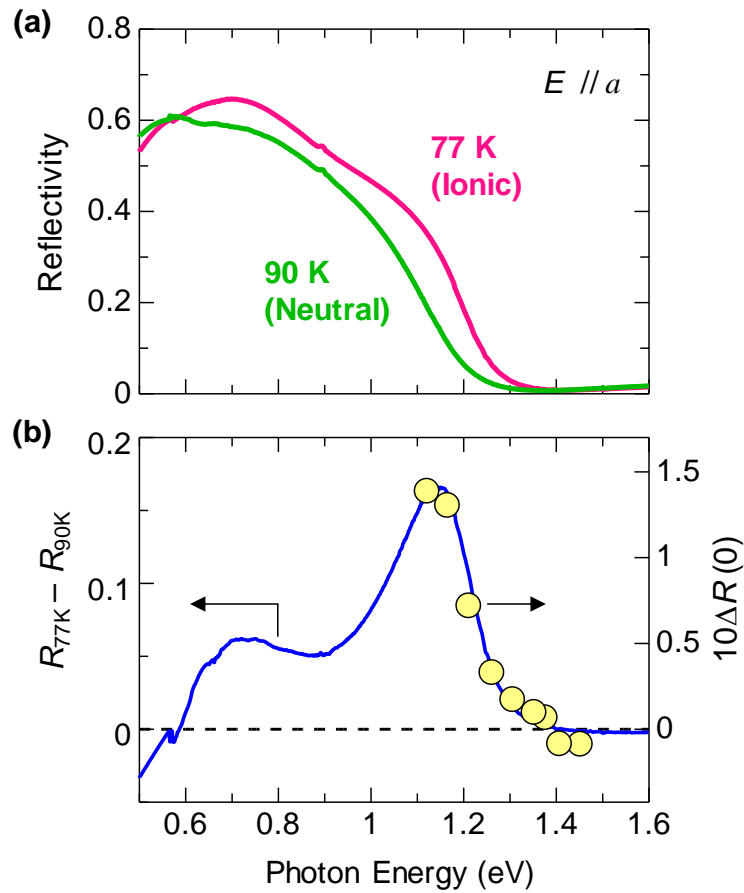 (a)
0.8
0.6
0.4
0.2
0
Reflectivity
E // a
77 K
(Ionic)
90 K
(Neutral)
(b)
0.2
0.1
0
R77K – R90K
1.5
1
0.5
0
10ΔR(0)
0.6 0.8 1 1.2 1.4 1.6
Photon Energy (eV)